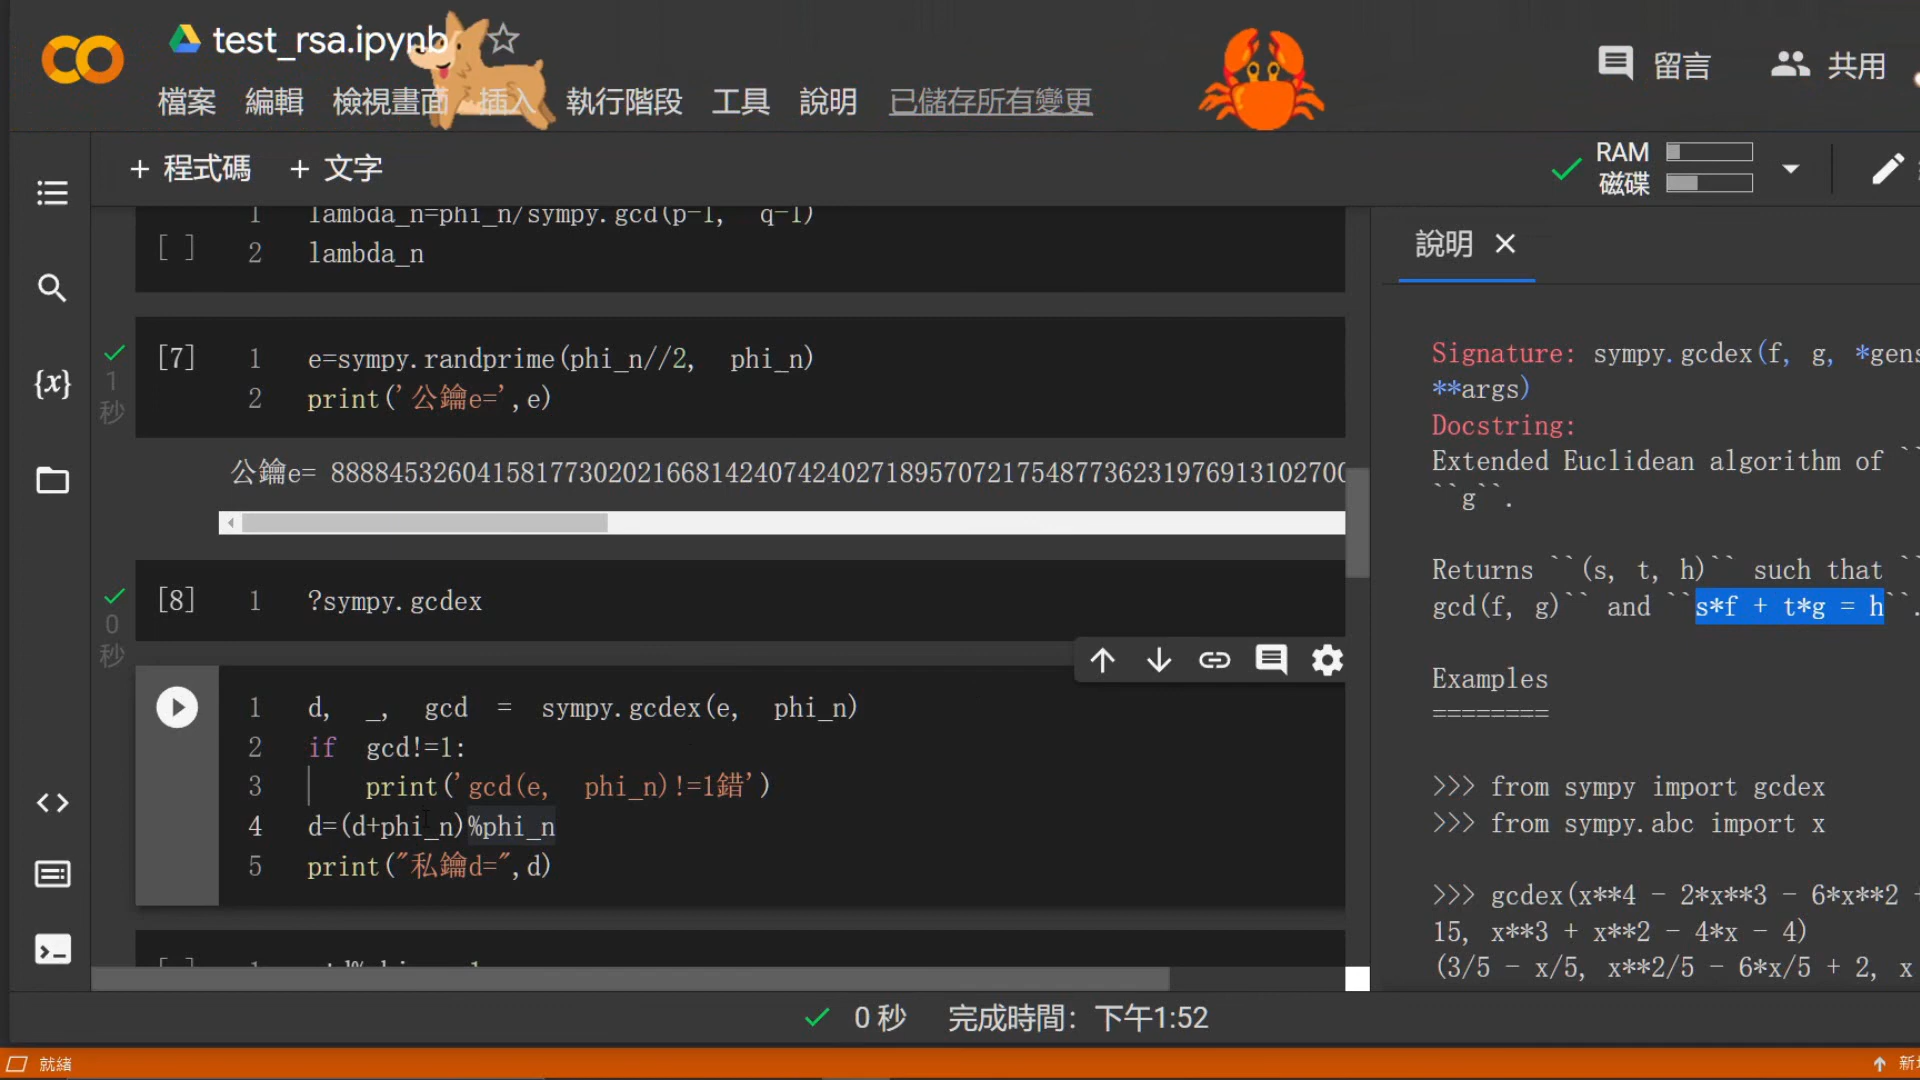 test_rsa.ipynb
檔案 編輯 檢視畫面 插入 執行階段 工具 說明 已儲存所有變更
留言 共用
+ 程式碼 + 文字
RAM
磁碟
1 lambda_n=phi_n/sympy.gcd(p-1, q-1)
[ ] 2 lambda_n
[7] 1 e=sympy.randprime(phi_n//2, phi_n)
2 print('公鑰e=',e)
1
秒
公鑰e= 
[8] 1 ?sympy.gcdex
0
秒
1 d, _, gcd = sympy.gcdex(e, phi_n)
2 if gcd!=1:
3 print('gcd(e, phi_n)!=1錯')
4 d=(d+phi_n)%phi_n
5 print("私鑰d=",d)
說明
Signature: sympy.gcdex(f, g, *gens
**args)
Docstring:
Extended Euclidean algorithm of ``
``g``.
Returns ``(s, t, h)`` such that ``
gcd(f, g)`` and ``s*f + t*g = h``.
Examples
========
>>> from sympy import gcdex
>>> from sympy.abc import x
>>> gcdex(x**4 - 2*x**3 - 6*x**2 +
15, x**3 + x**2 - 4*x - 4)
(3/5 - x/5, x**2/5 - 6*x/5 + 2, x
0 秒 完成時間: 下午1:52
就緒